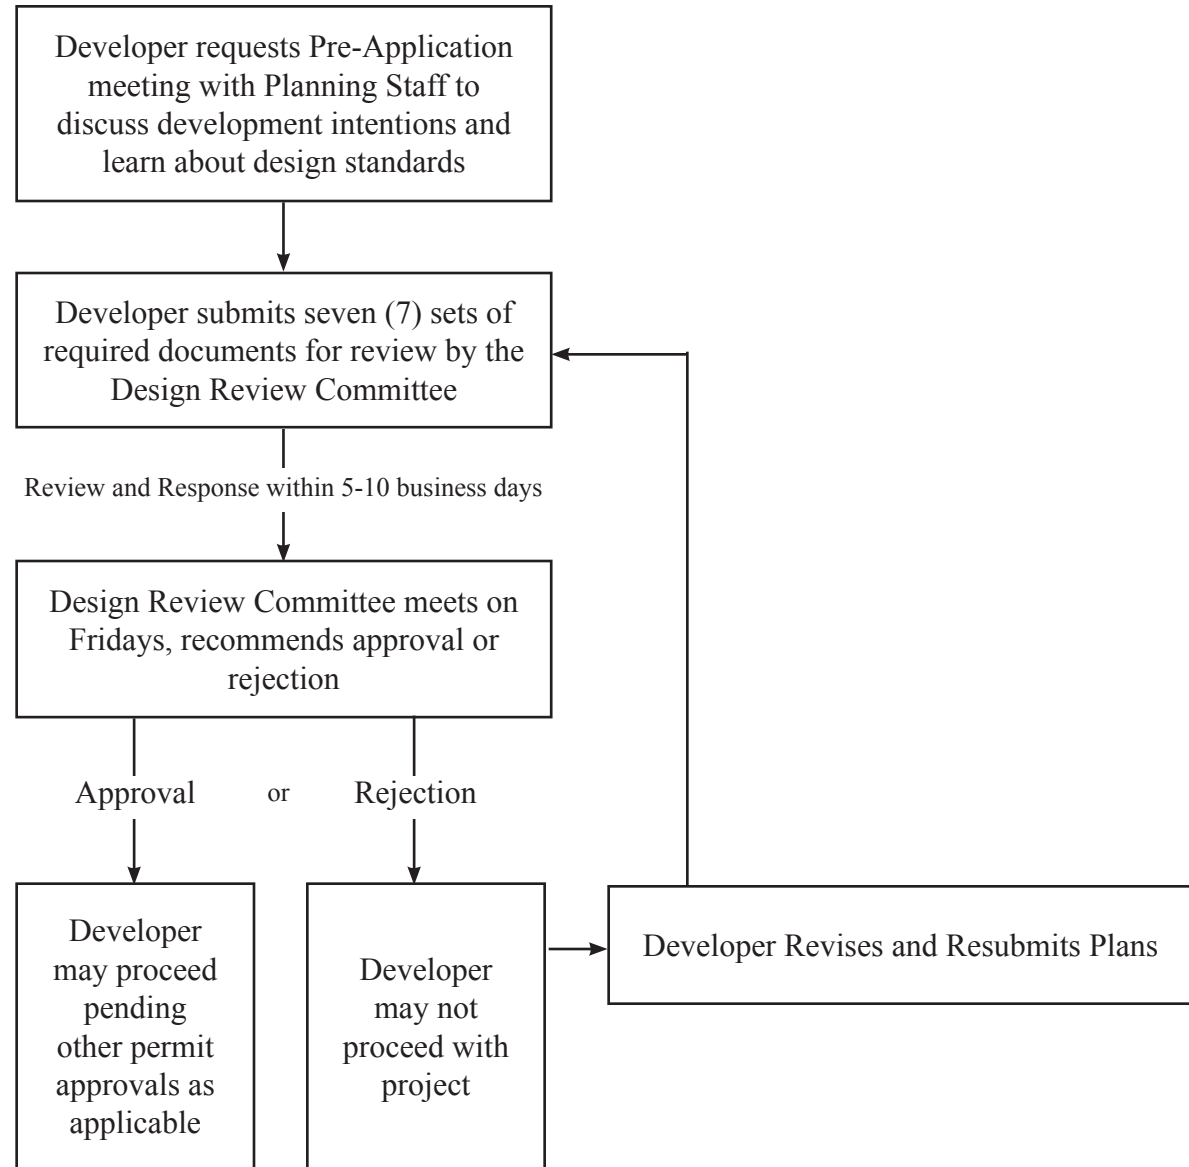 Developer requests Pre-Application
meeting with Planning Staff to
discuss development intentions and
learn about design standards
Developer submits seven (7) sets of
required documents for review by the
Design Review Committee
Review and Response within 5-10 business days
Design Review Committee meets on
Fridays, recommends approval or
rejection
Approval or Rejection
Developer
may proceed
pending
other permit
approvals as
applicable
Developer
may not
proceed with
project
Developer Revises and Resubmits Plans